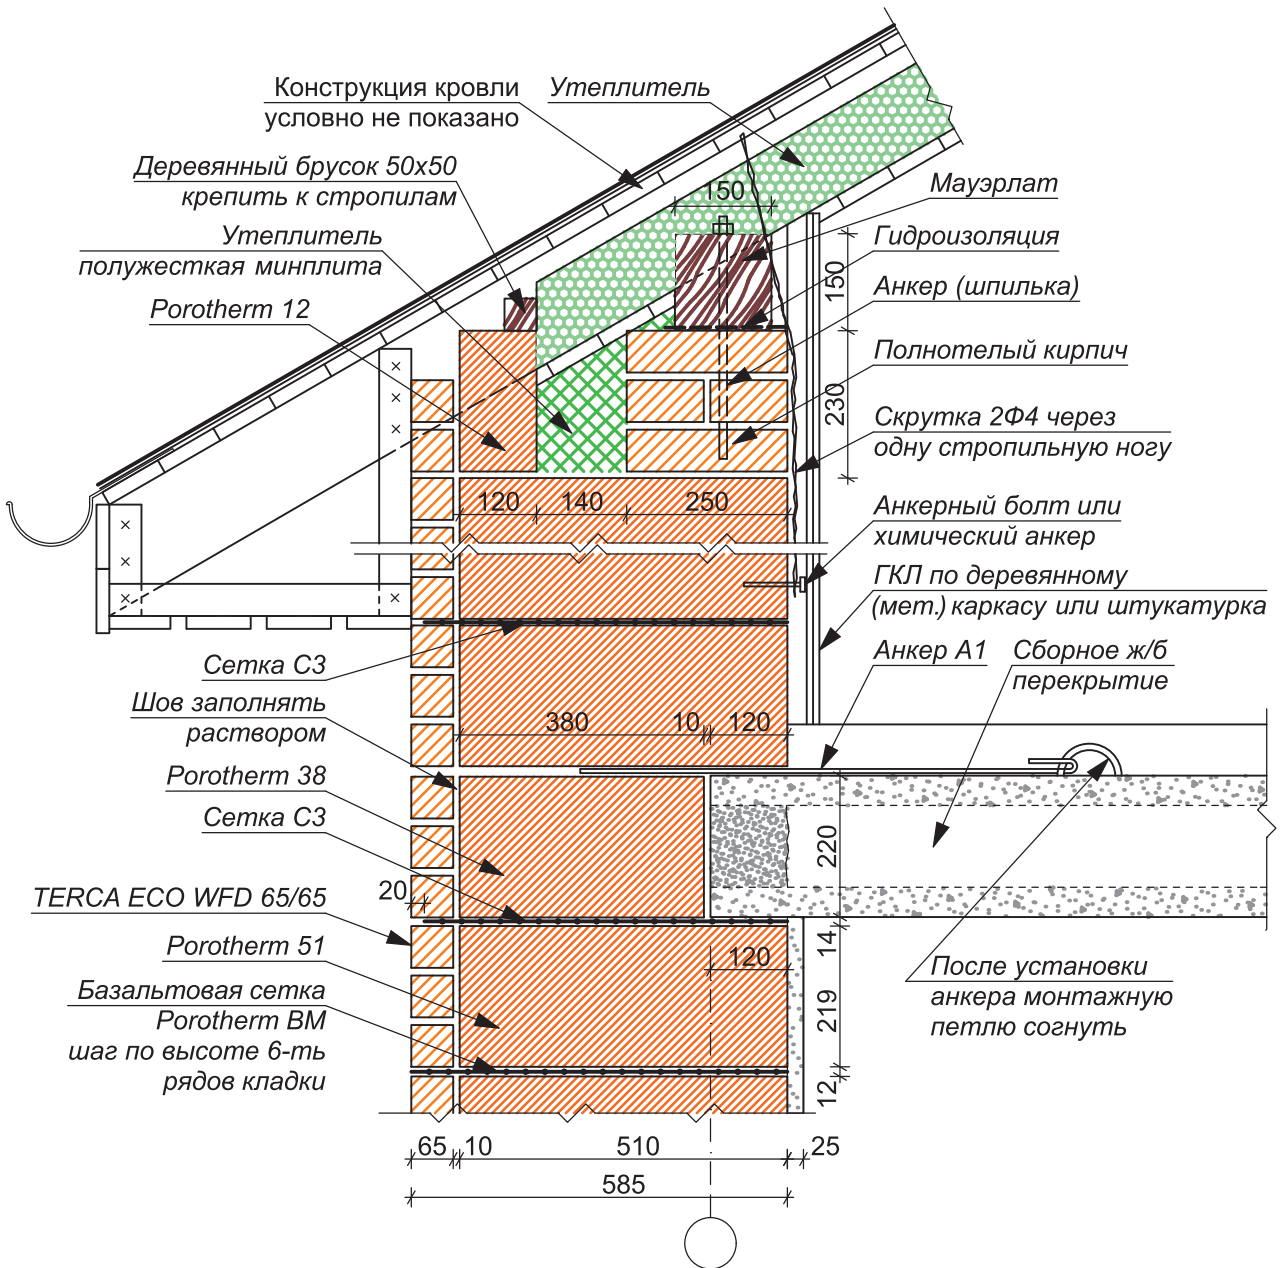 Конструкция кровли
условно не показано
Утеплитель
Деревянный брусок 50х50
крепить к стропилам
Утеплитель
полужесткая минплита
Porotherm 12
150
Мауэрлат
Гидроизоляция
150
Анкер (шпилька)
Полнотелый кирпич
230
Скрутка 2Ф4 через
одну стропильную ногу
120
140
250
Анкерный болт или
химический анкер
ГКЛ по деревянному
(мет.) каркасу или штукатурка
Сетка С3
Анкер А1
Сборное ж/б
перекрытие
Шов заполнять
раствором
380
10
120
Porotherm 38
Сетка С3
220
20
TERCA ECO WFD 65/65
Porotherm 51
120
14
После установки
анкера монтажную
петлю согнуть
Базальтовая сетка
Porotherm BM
шаг по высоте 6-ть
рядов кладки
219
12
65
10
510
25
585